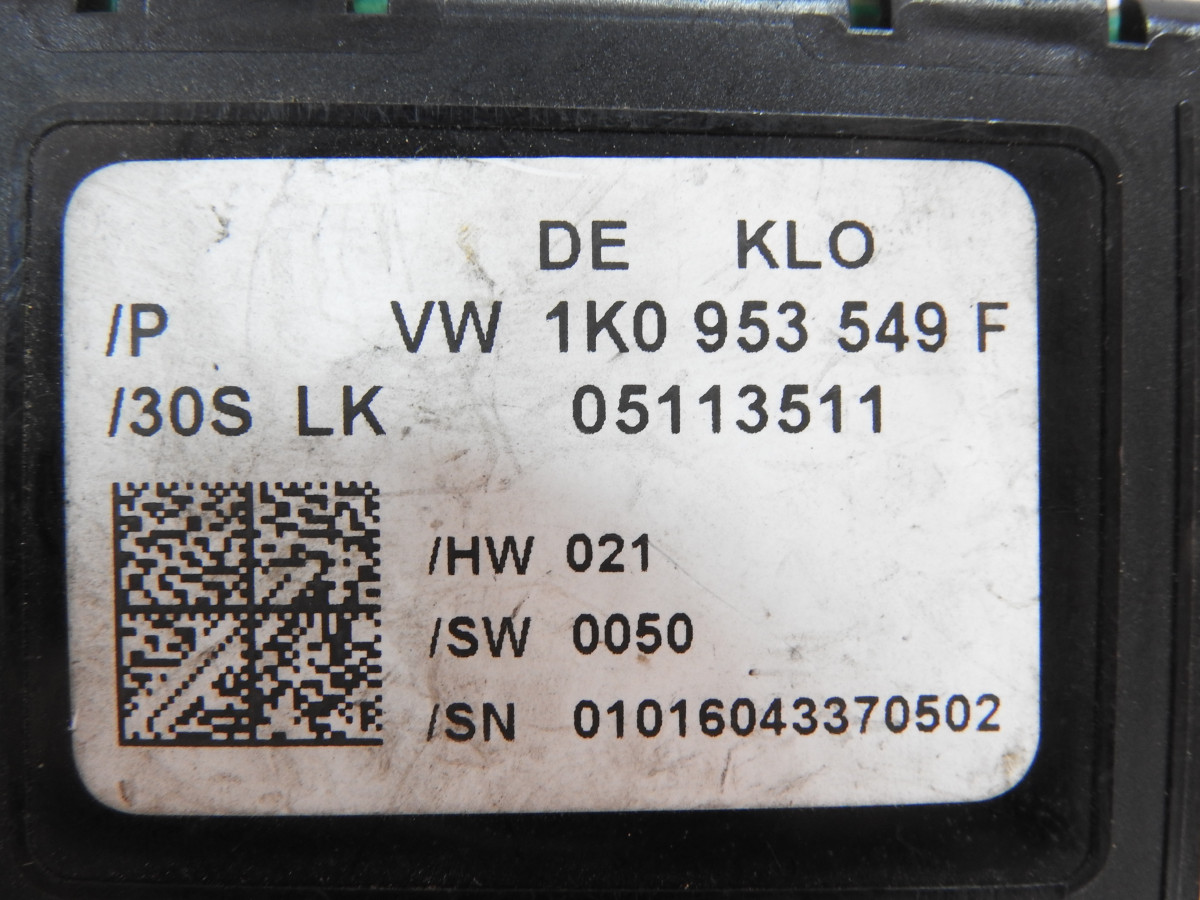 DE KLO
/P VW 1K0 953 549 F
/30S LK 05113511
/HW 021
/SW 0050
/SN 01016043370502